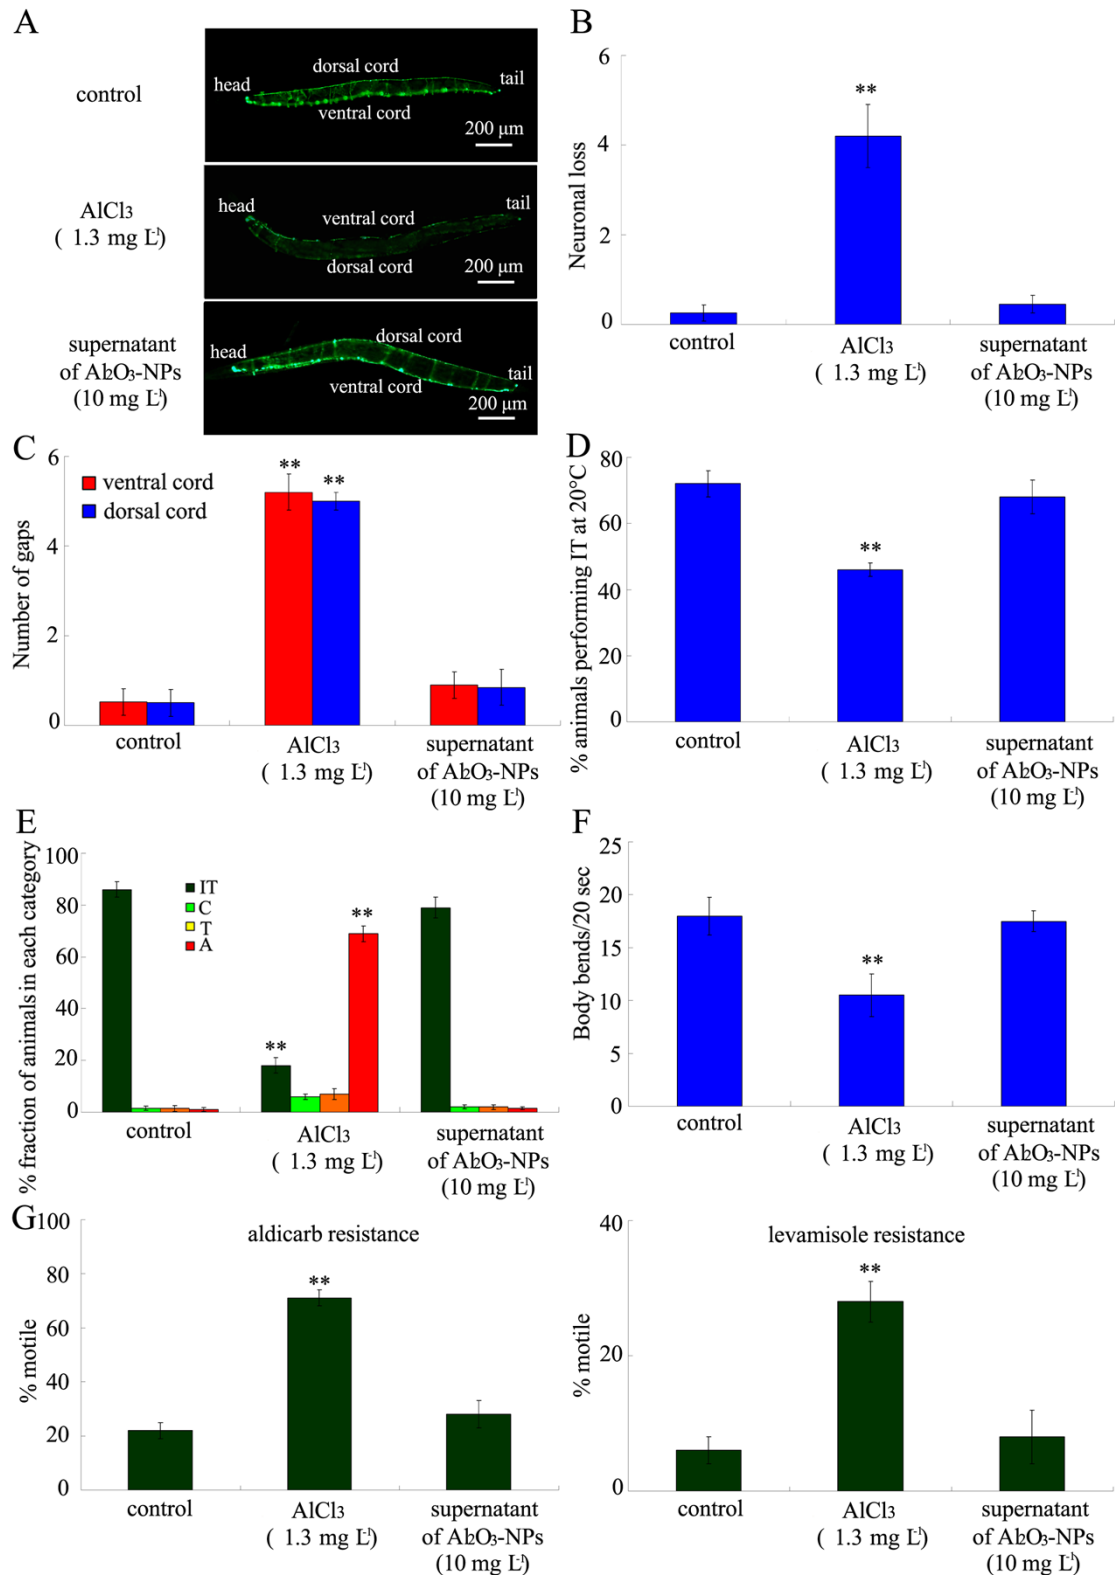 A
control
head
dorsal cord
tail
ventral cord
200 μm
AlCl3
( 1.3 mg L-1)
head
ventral cord
tail
dorsal cord
200 μm
supernatant
of Al2O3-NPs
(10 mg L-1)
head
dorsal cord
ventral cord
tail
200 μm
B
Neuronal loss
6
4
2
0
**
control
AlCl3
( 1.3 mg L-1)
supernatant
of Al2O3-NPs
(10 mg L-1)
C
Number of gaps
6
4
2
0
ventral cord
dorsal cord
**
**
control
AlCl3
( 1.3 mg L-1)
supernatant
of Al2O3-NPs
(10 mg L-1)
D
% animals performing IT at 20°C
80
60
40
20
0
**
control
AlCl3
( 1.3 mg L-1)
supernatant
of Al2O3-NPs
(10 mg L-1)
E
% fraction of animals in each category
100
80
60
40
20
0
IT
C
T
A
**
**
control
AlCl3
( 1.3 mg L-1)
supernatant
of Al2O3-NPs
(10 mg L-1)
F
Body bends/20 sec
25
20
15
10
5
0
**
control
AlCl3
( 1.3 mg L-1)
supernatant
of Al2O3-NPs
(10 mg L-1)
G
aldicarb resistance
% motile
100
80
60
40
20
0
**
control
AlCl3
( 1.3 mg L-1)
supernatant
of Al2O3-NPs
(10 mg L-1)
levamisole resistance
% motile
40
20
0
**
control
AlCl3
( 1.3 mg L-1)
supernatant
of Al2O3-NPs
(10 mg L-1)